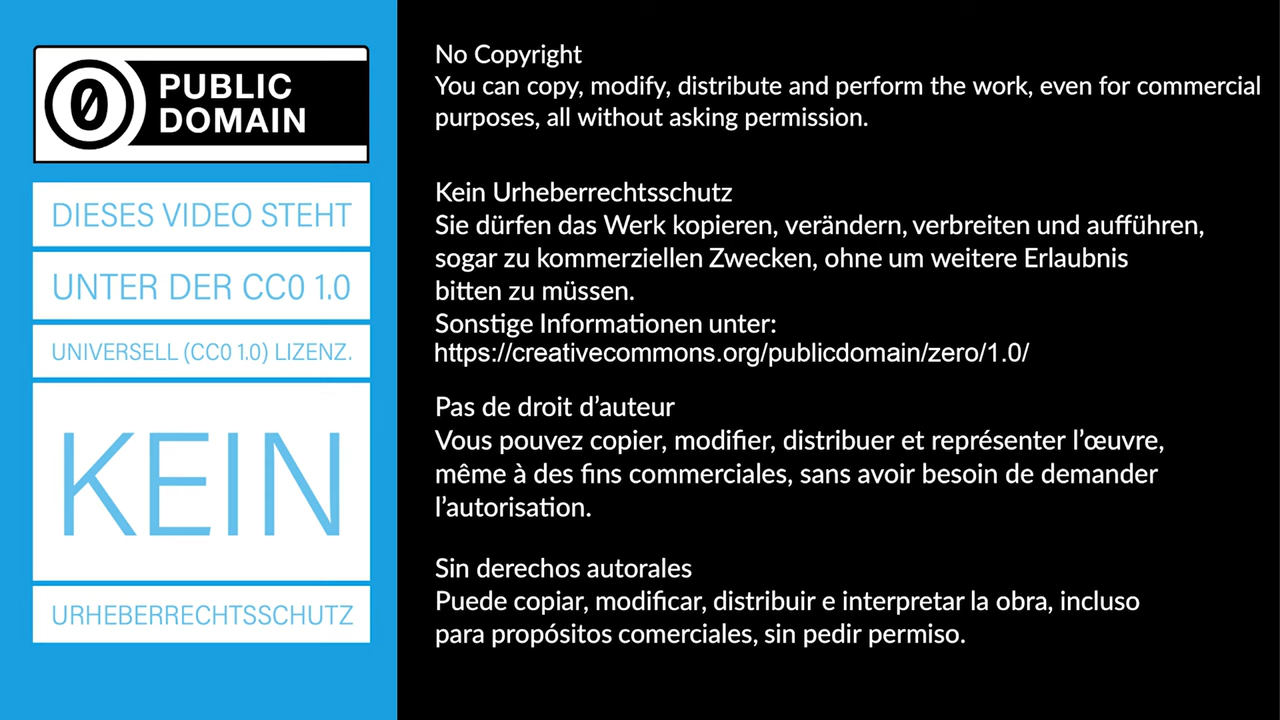 0
PUBLIC
DOMAIN
DIESES VIDEO STEHT
UNTER DER CC0 1.0
UNIVERSELL (CC0 1.0) LIZENZ.
KEIN
URHEBERRECHTSSCHUTZ
No Copyright
You can copy, modify, distribute and perform the work, even for commercial
purposes, all without asking permission.
Kein Urheberrechtsschutz
Sie dürfen das Werk kopieren, verändern, verbreiten und aufführen,
sogar zu kommerziellen Zwecken, ohne um weitere Erlaubnis
bitten zu müssen.
Sonstige Informationen unter:
https://creativecommons.org/publicdomain/zero/1.0/
Pas de droit d’auteur
Vous pouvez copier, modifier, distribuer et représenter l’œuvre,
même à des fins commerciales, sans avoir besoin de demander
l’autorisation.
Sin derechos autorales
Puede copiar, modificar, distribuir e interpretar la obra, incluso
para propósitos comerciales, sin pedir permiso.